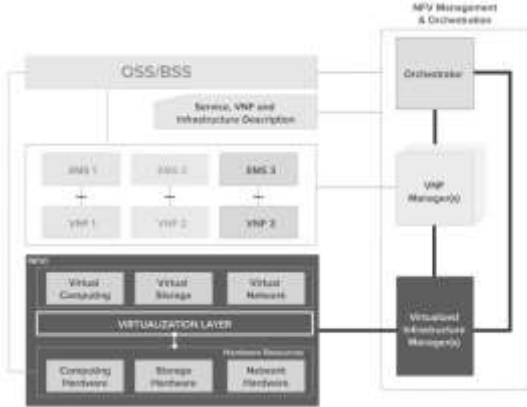 NFV Management
& Orchestration
OSS/BSS
Orchestrator
Service, VNF and
Infrastructure Description
EMS 1
EMS 2
EMS 3
VNF
Manager(s)
VNF 1
VNF 2
VNF 3
NFVI
Virtual
Computing
Virtual
Storage
Virtual
Network
VIRTUALIZATION LAYER
Virtualized
Infrastructure
Manager(s)
Hardware Resources
Computing
Hardware
Storage
Hardware
Network
Hardware